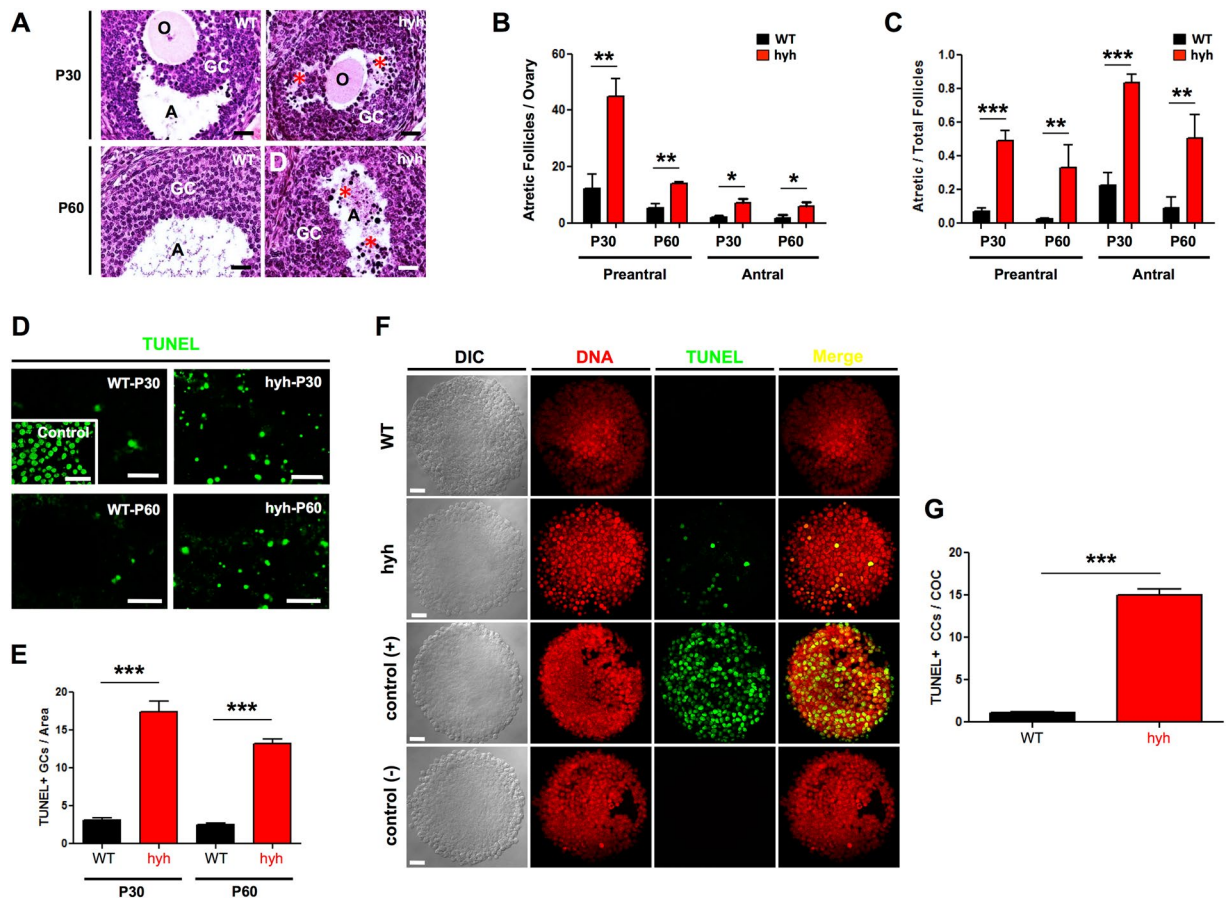 A
WT
hyh
P30
O
GC
A
*
*
O
GC
WT
D
hyh
P60
GC
A
*
A
GC
*
B
WT
hyh
Atretic Follicles / Ovary
60
40
20
0
**
**
*
*
P30 P60 P30 P60
Preantral Antral
C
WT
hyh
Atretic / Total Follicles
1.0
0.8
0.6
0.4
0.2
0.0
***
**
***
**
P30 P60 P30 P60
Preantral Antral
D
TUNEL
WT-P30
hyh-P30
Control
WT-P60
hyh-P60
E
TUNEL+ GCs / Area
20
15
10
5
0
***
***
WT hyh WT hyh
P30 P60
F
DIC DNA TUNEL Merge
WT
hyh
control (+)
control (-)
G
TUNEL+ CCs / COC
20
15
10
5
0
***
WT hyh